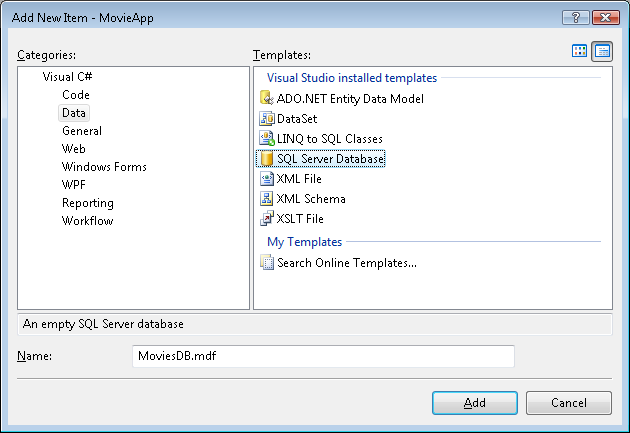 Add New Item - MovieApp
Categories:
Templates:
Visual C#
Code
Data
General
Web
Windows Forms
WPF
Reporting
Workflow
Visual Studio installed templates
ADO.NET Entity Data Model
DataSet
LINQ to SQL Classes
SQL Server Database
XML File
XML Schema
XSLT File
My Templates
Search Online Templates...
An empty SQL Server database
Name:
MoviesDB.mdf
Add
Cancel